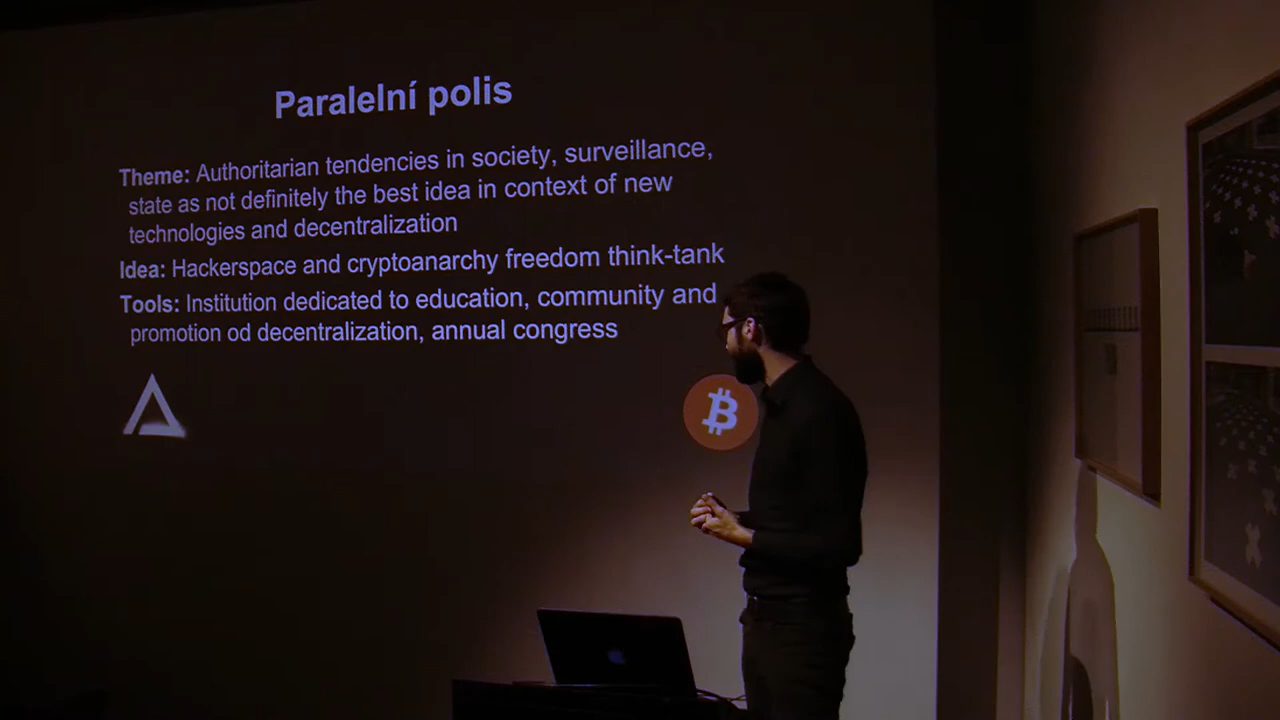 Paralelní polis
Theme: Authoritarian tendencies in society, surveillance,
state as not definitely the best idea in context of new
technologies and decentralization
Idea: Hackerspace and cryptoanarchy freedom think-tank
Tools: Institution dedicated to education, community and
promotion od decentralization, annual congress